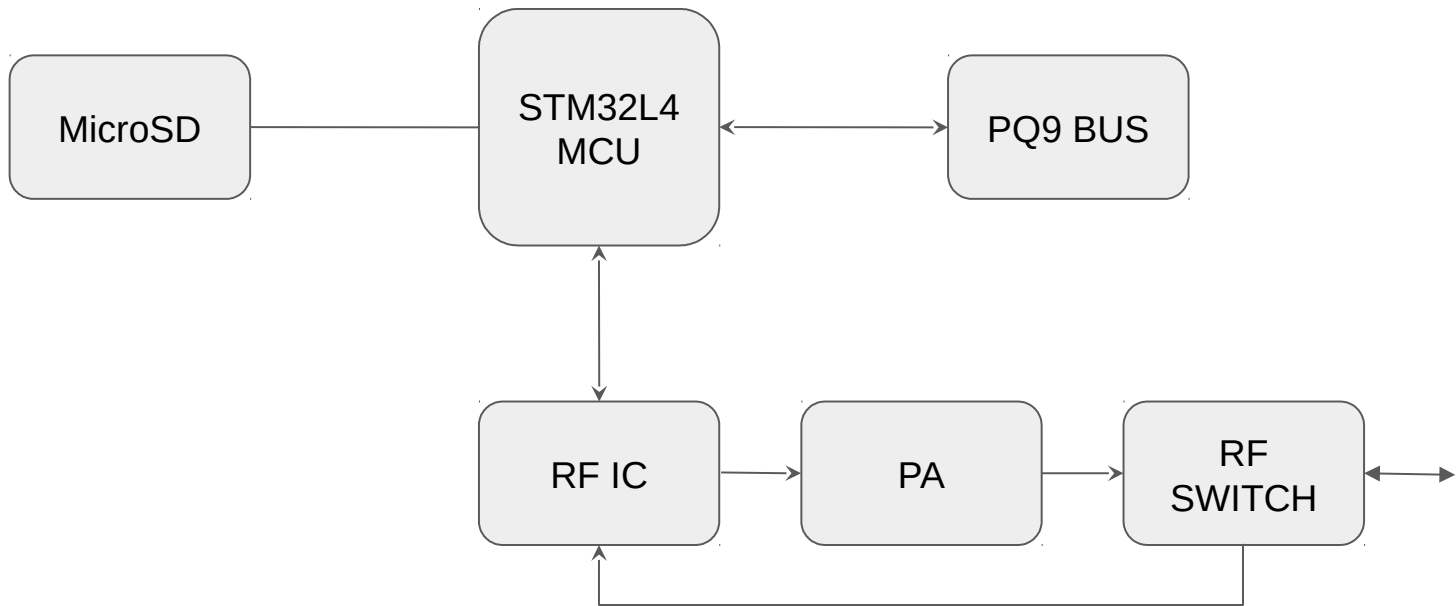 MicroSD
STM32L4
MCU
PQ9 BUS
RF IC
PA
RF
SWITCH